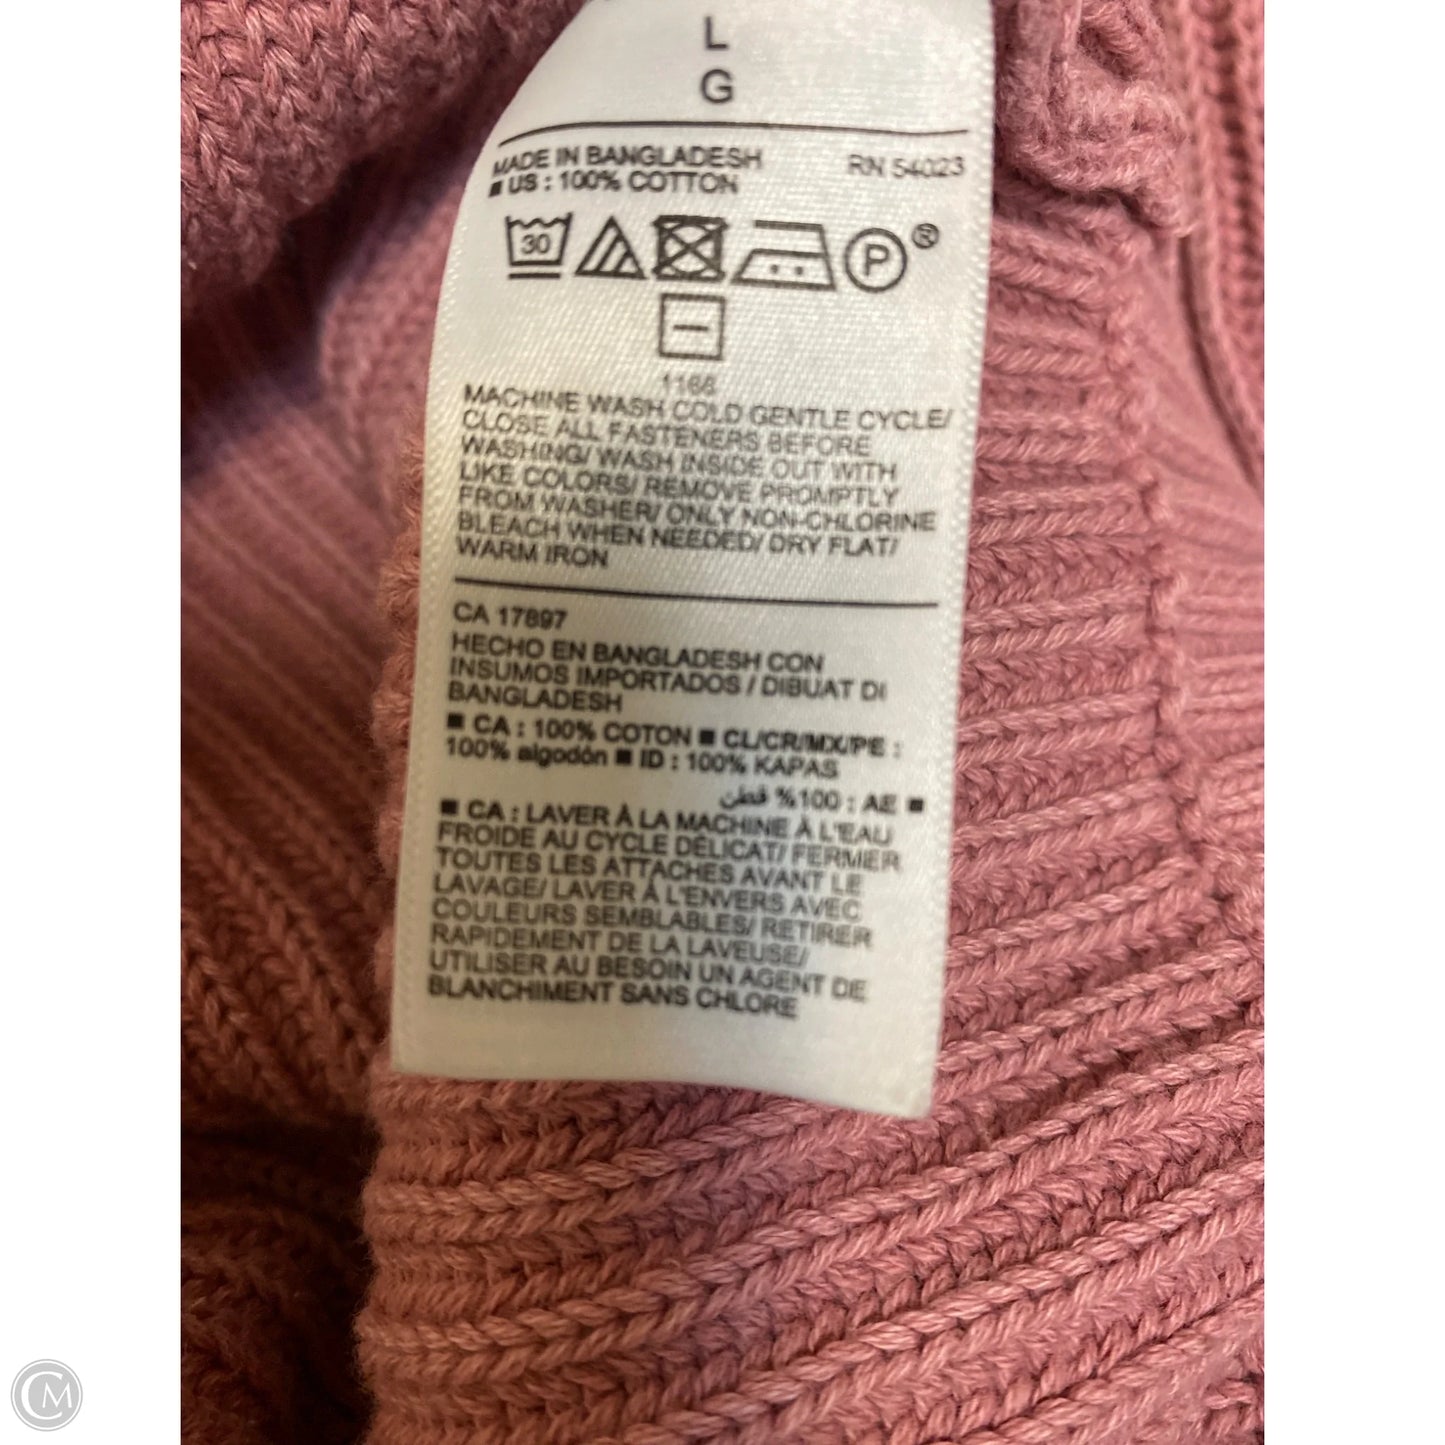 L
G
MADE IN BANGLADESH RN 54023
■ US : 100% COTTON
30 P®
1166
MACHINE WASH COLD GENTLE CYCLE/
CLOSE ALL FASTENERS BEFORE
WASHING/ WASH INSIDE OUT WITH
LIKE COLORS/ REMOVE PROMPTLY
FROM WASHER/ ONLY NON-CHLORINE
BLEACH WHEN NEEDED/ DRY FLAT/
WARM IRON
CA 17897
HECHO EN BANGLADESH CON
INSUMOS IMPORTADOS / DIBUAT DI
BANGLADESH
■ CA : 100% COTON ■ CL/CR/MX/PE :
100% algodón ■ ID : 100% KAPAS
■ AE : 100% قطن
■ CA : LAVER À LA MACHINE À L'EAU
FROIDE AU CYCLE DÉLICAT/ FERMER
TOUTES LES ATTACHES AVANT LE
LAVAGE/ LAVER À L'ENVERS AVEC
COULEURS SEMBLABLES/ RETIRER
RAPIDEMENT DE LA LAVEUSE/
UTILISER AU BESOIN UN AGENT DE
BLANCHIMENT SANS CHLORE
CM